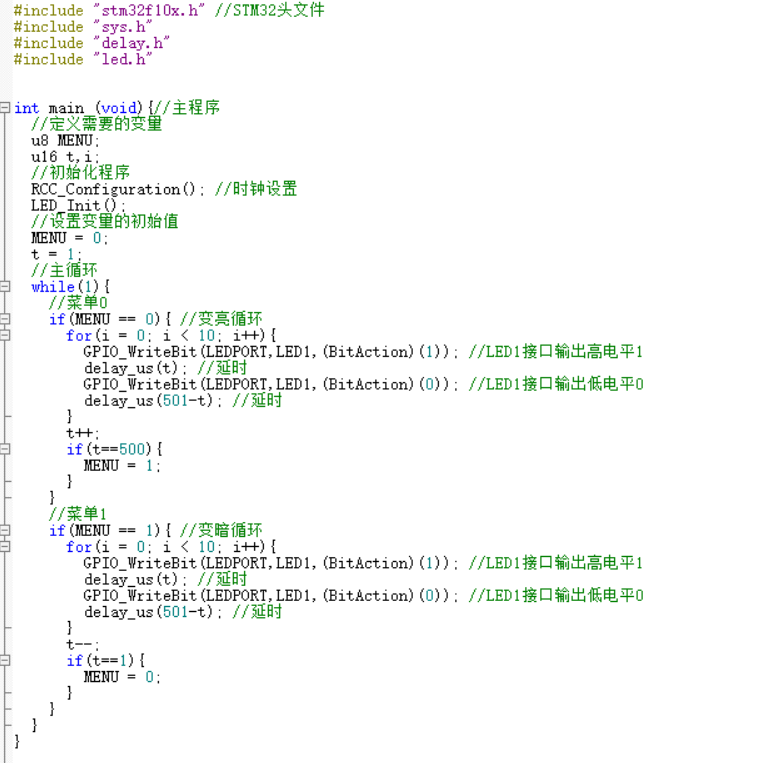 #include "stm32f10x.h" //STM32头文件
#include "sys.h"
#include "delay.h"
#include "led.h"
int main (void){//主程序
//定义需要的变量
u8 MENU;
u16 t,i;
//初始化程序
RCC_Configuration(); //时钟设置
LED_Init();
//设置变量的初始值
MENU = 0;
t = 1;
//主循环
while(1){
//菜单0
if(MENU == 0){ //变亮循环
for(i = 0; i < 10; i++){
GPIO_WriteBit(LEDPORT,LED1,(BitAction)(1)); //LED1接口输出高电平1
delay_us(t); //延时
GPIO_WriteBit(LEDPORT,LED1,(BitAction)(0)); //LED1接口输出低电平0
delay_us(501-t); //延时
}
t++;
if(t==500){
MENU = 1;
}
}
//菜单1
if(MENU == 1){ //变暗循环
for(i = 0; i < 10; i++){
GPIO_WriteBit(LEDPORT,LED1,(BitAction)(1)); //LED1接口输出高电平1
delay_us(t); //延时
GPIO_WriteBit(LEDPORT,LED1,(BitAction)(0)); //LED1接口输出低电平0
delay_us(501-t); //延时
}
t--;
if(t==1){
MENU = 0;
}
}
}
}